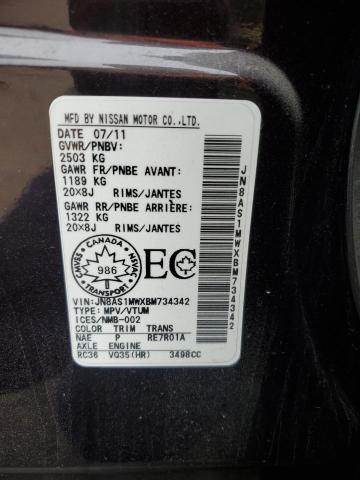 MFD BY NISSAN MOTOR CO.,LTD.
DATE 07/11
GVWR/PNBV:
2503 KG
GAWR FR/PNBE AVANT:
1189 KG
20×8J RIMS/JANTES
GAWR RR/PNBE ARRIÈRE:
1322 KG
20×8J RIMS/JANTES
CANADA
CMVSS
NSVAC
986
TRANSPORT
EC
VIN:JN8AS1MWXBM734342
TYPE: MPV/VTUM
ICES/NMB-002
COLOR TRIM TRANS
NAE P RE7R01A
AXLE ENGINE
RC36 VQ35(HR) 3498CC
JN8AS1MWXBM734342